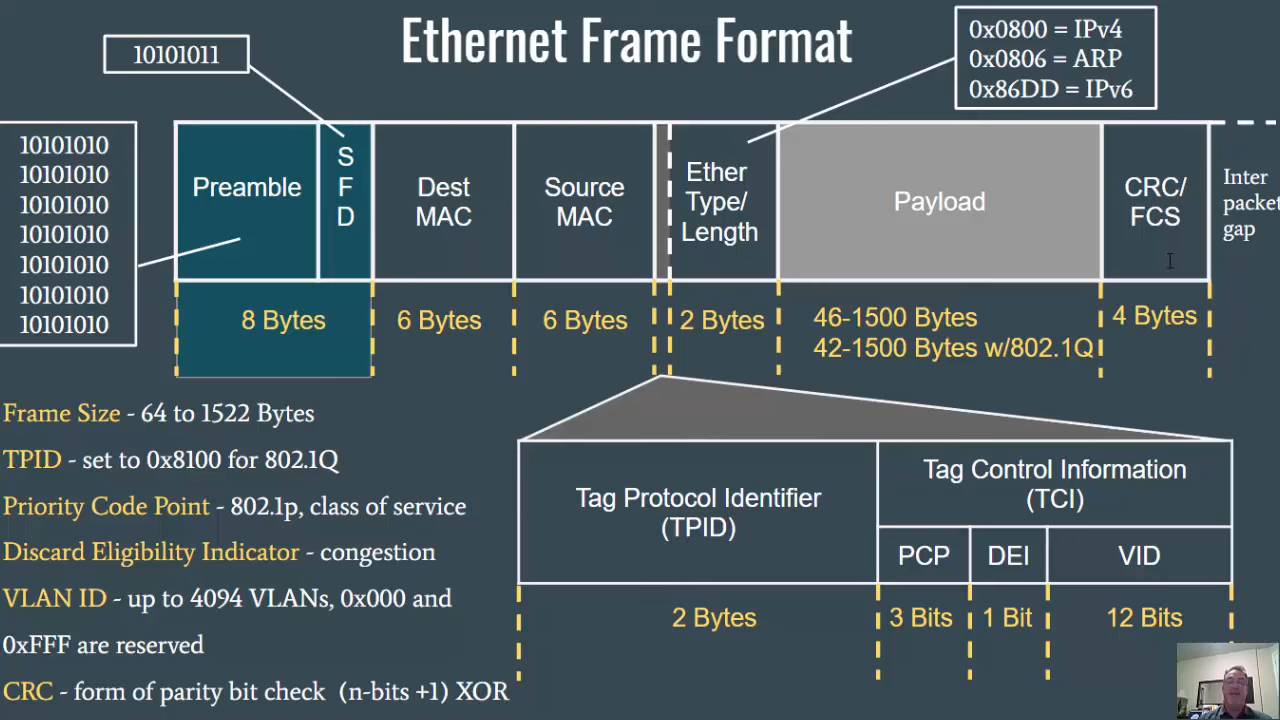 Ethernet Frame Format
10101011
0x0800 = IPv4
0x0806 = ARP
0x86DD = IPv6
10101010
10101010
10101010
10101010
10101010
10101010
10101010
Preamble
S
F
D
Dest
MAC
Source
MAC
Ether
Type/
Length
Payload
CRC/
FCS
Inter
packet
gap
8 Bytes
6 Bytes
6 Bytes
2 Bytes
46-1500 Bytes
42-1500 Bytes w/802.1Q
4 Bytes
Frame Size - 64 to 1522 Bytes
TPID - set to 0x8100 for 802.1Q
Priority Code Point - 802.1p, class of service
Discard Eligibility Indicator - congestion
VLAN ID - up to 4094 VLANs, 0x000 and
0xFFF are reserved
CRC - form of parity bit check (n-bits +1) XOR
Tag Protocol Identifier
(TPID)
Tag Control Information
(TCI)
PCP
DEI
VID
2 Bytes
3 Bits
1 Bit
12 Bits